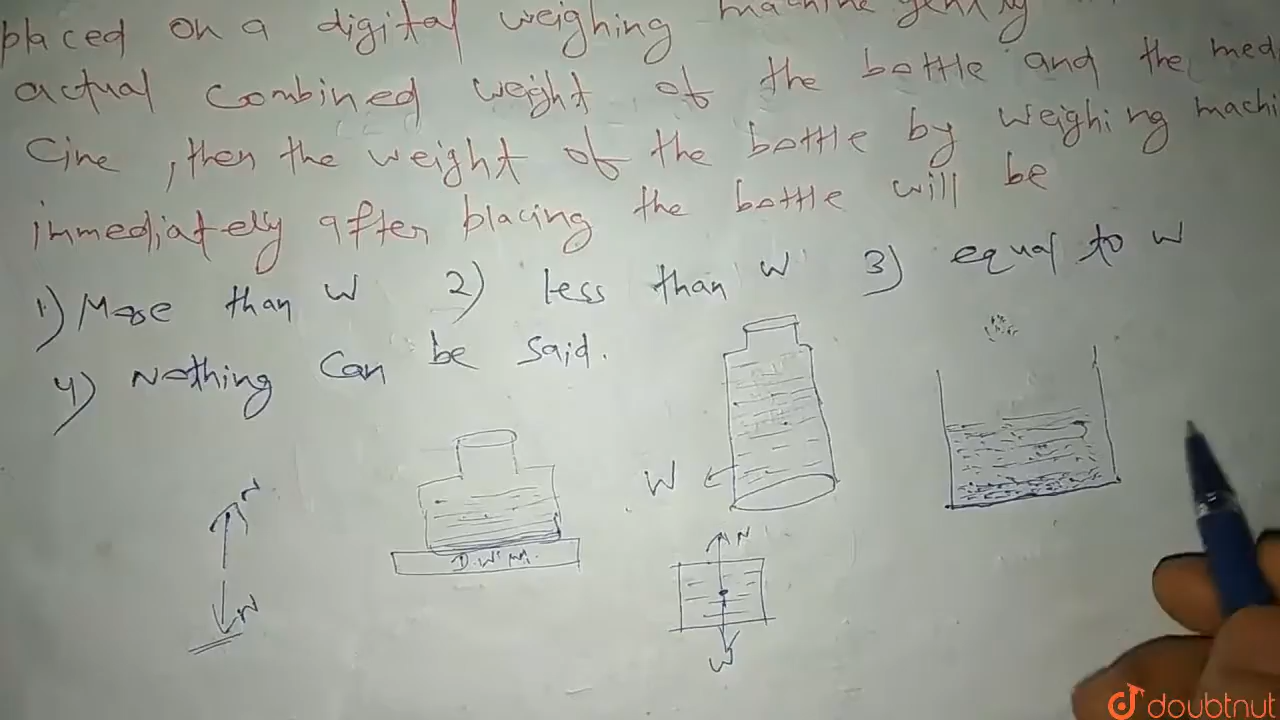 placed on a digital weighing machine gently
actual combined weight of the bottle and the medi
cine , then the weight of the bottle by weighing machi
immediately after placing the bottle will be
1) More than W 2) less than W 3) equal to W
4) Nothing can be said.
W
N
N
D.W.M.
N
W
doubtnut